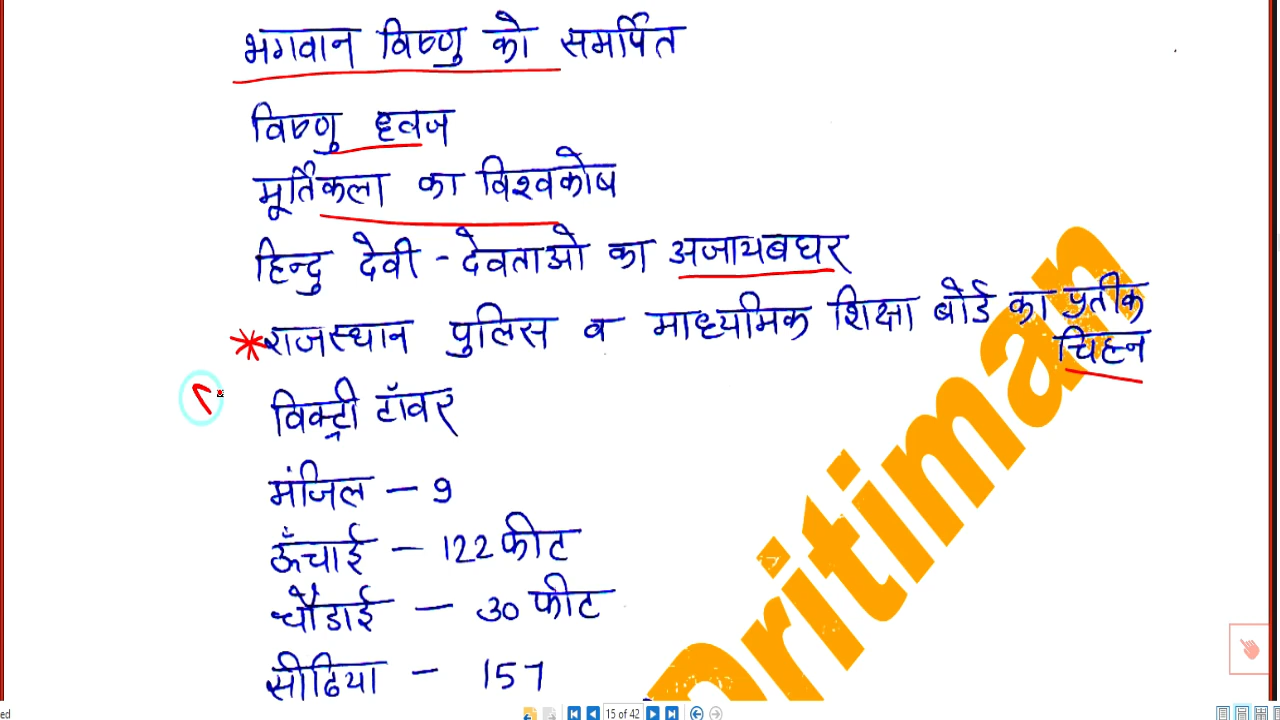 भगवान विष्णु को समर्पित
विष्णु ध्वज
मूर्तिकला का विश्वकोष
हिन्दु देवी - देवताओ का अजायबघर
*राजस्थान पुलिस व माध्यमिक शिक्षा बोर्ड का प्रतीक
चिह्न
विक्ट्री टॉवर
मंजिल - 9
ऊँचाई - 122 फीट
चौडाई - 30 फीट
सीढिया - 157
Pritiman
ed
15 of 42